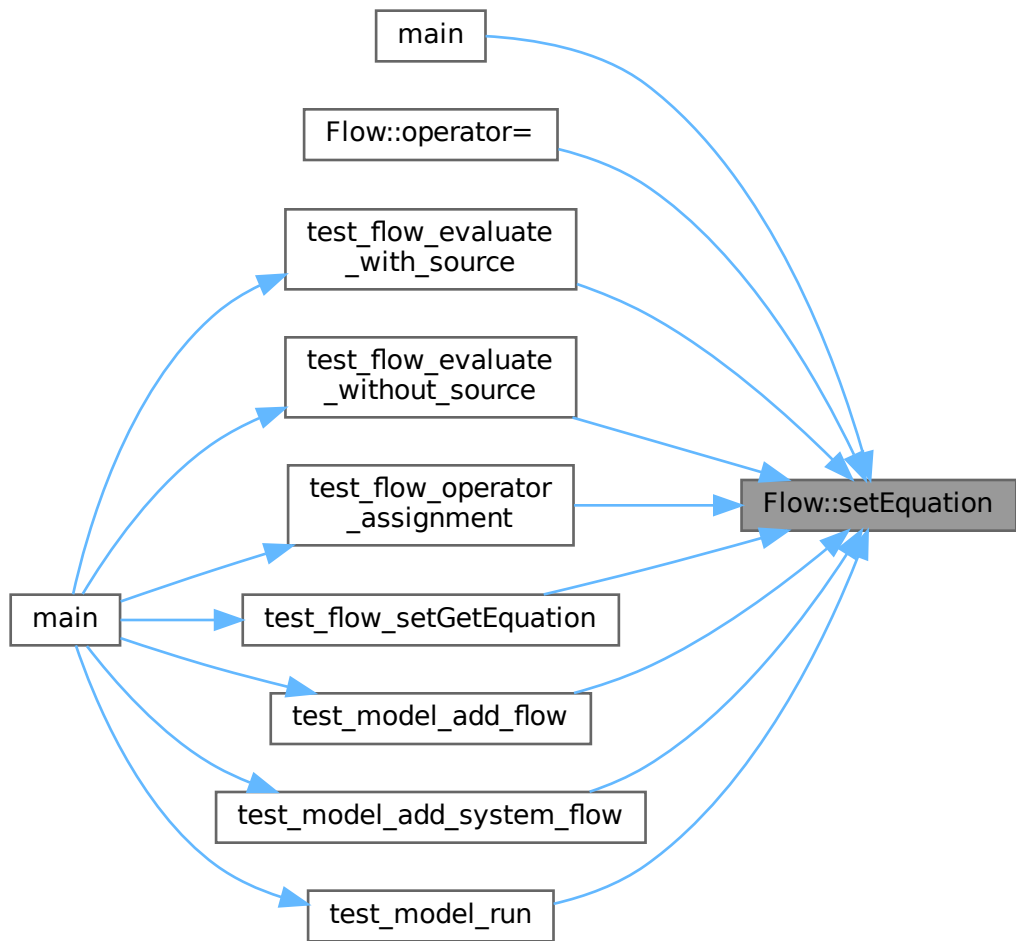 main
Flow::operator=
test_flow_evaluate
_with_source
test_flow_evaluate
_without_source
test_flow_operator
_assignment
Flow::setEquation
main
test_flow_setGetEquation
test_model_add_flow
test_model_add_system_flow
test_model_run